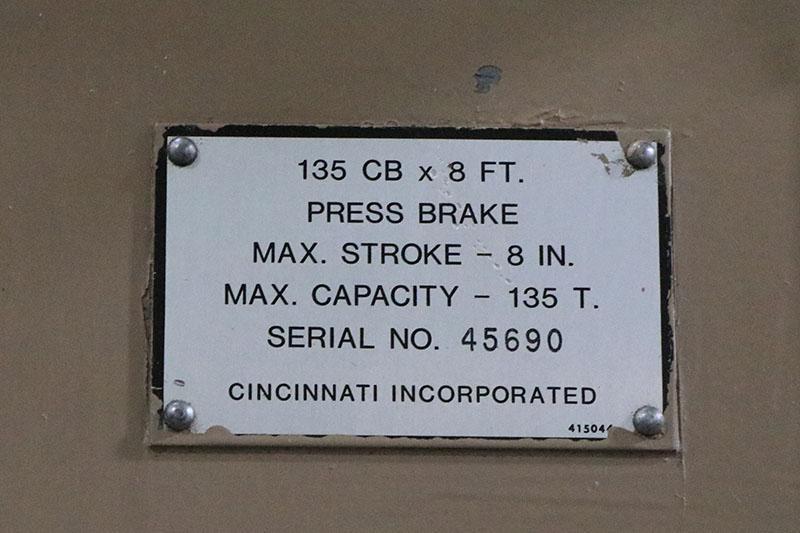 135 CB x 8 FT.
PRESS BRAKE
MAX. STROKE - 8 IN.
MAX. CAPACITY - 135 T.
SERIAL NO. 45690
CINCINNATI INCORPORATED